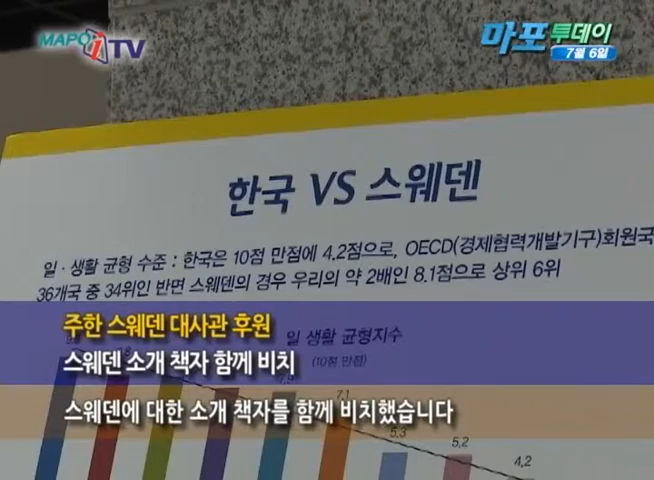 MAPO i TV
마포 투데이
7월 6일
한국 VS 스웨덴
일·생활 균형 수준 : 한국은 10점 만점에 4.2점으로, OECD(경제협력개발기구)회원국
36개국 중 34위인 반면 스웨덴의 경우 우리의 약 2배인 8.1점으로 상위 6위
주한 스웨덴 대사관 후원
일 생활 균형지수
스웨덴 소개 책자 함께 비치
(10점 만점)
스웨덴에 대한 소개 책자를 함께 비치했습니다
7.1
5.3
5.2
4.2